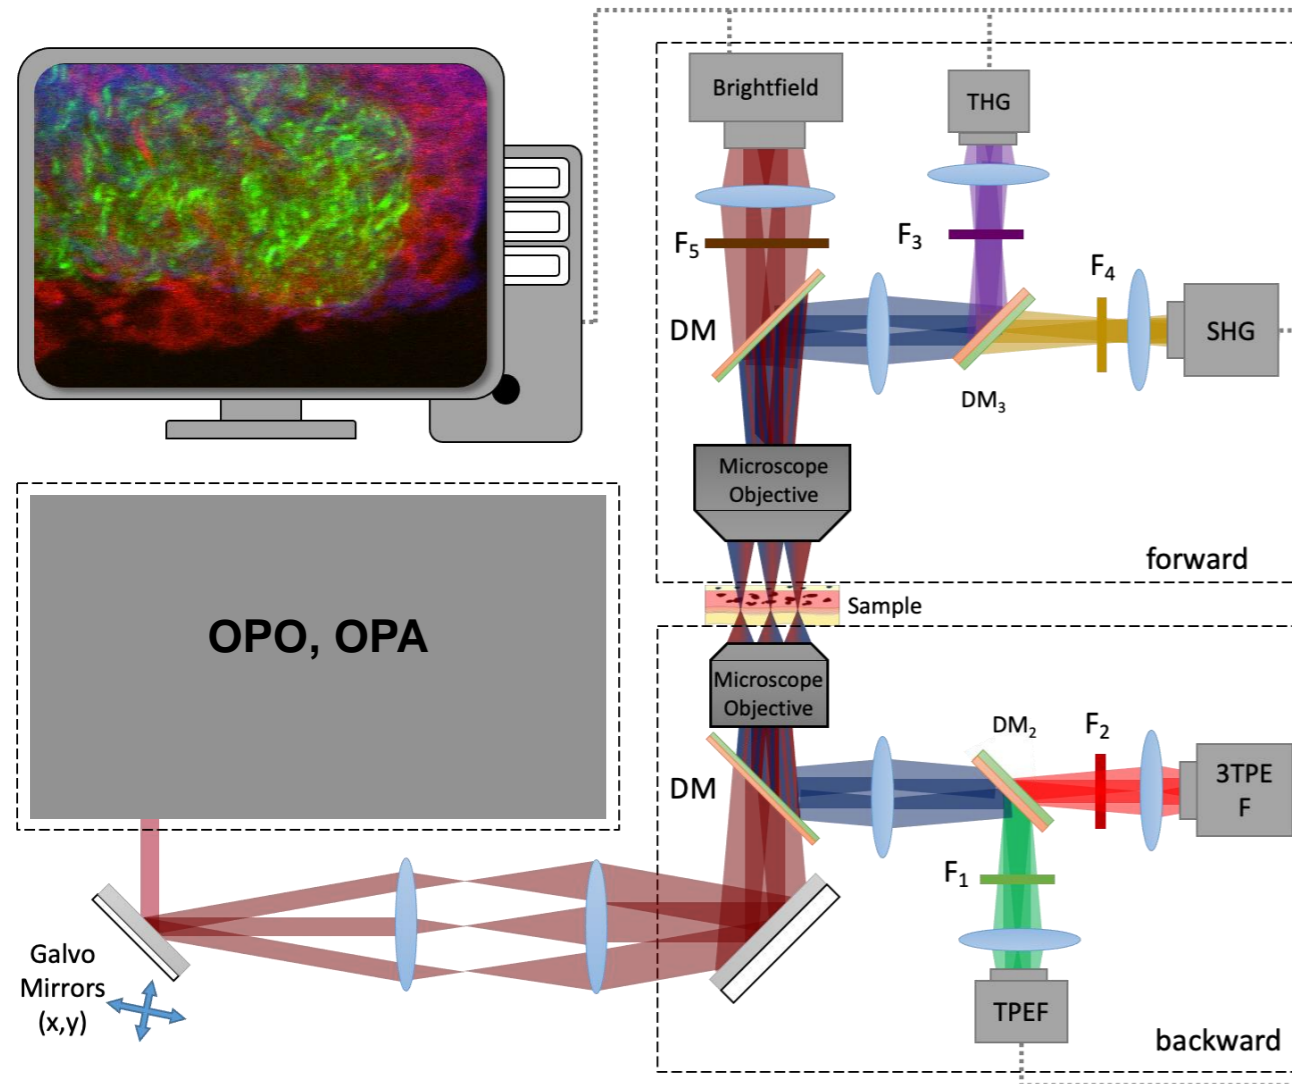 Brightfield
THG
F₅
F₃
F₄
DM
SHG
DM₃
Microscope
Objective
forward
Sample
OPO, OPA
Microscope
Objective
DM₂
F₂
DM
3TPE
F
F₁
Galvo
Mirrors
(x,y)
TPEF
backward